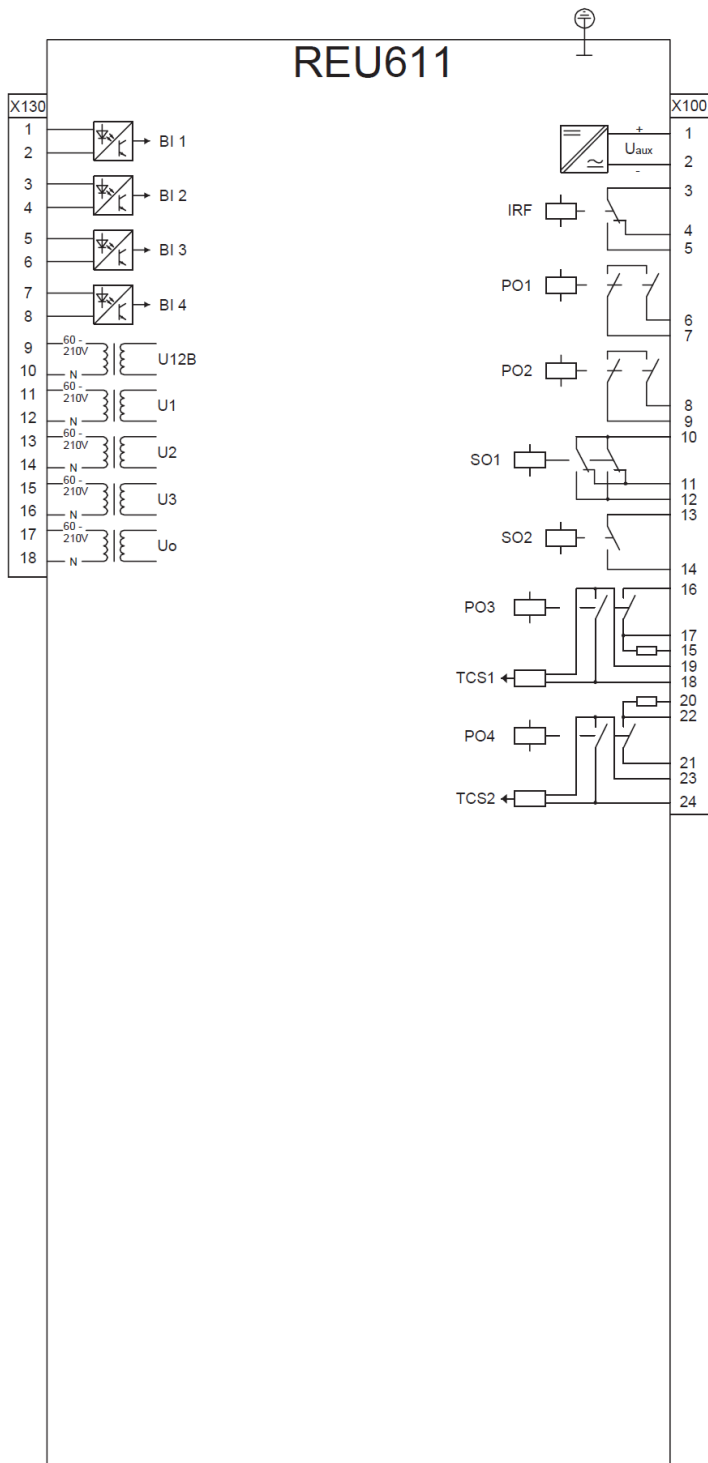 REU611
X130
1
BI 1
2
3
BI 2
4
5
BI 3
6
7
BI 4
8
9
60 -
210V
U12B
10
N
11
60 -
210V
U1
12
N
13
60 -
210V
U2
14
N
15
60 -
210V
U3
16
N
17
60 -
210V
Uo
18
N
X100
+
1
Uaux
2
-
3
IRF
4
5
PO1
6
7
PO2
8
9
10
SO1
11
12
13
SO2
14
16
PO3
17
15
19
TCS1
18
20
22
PO4
21
23
TCS2
24